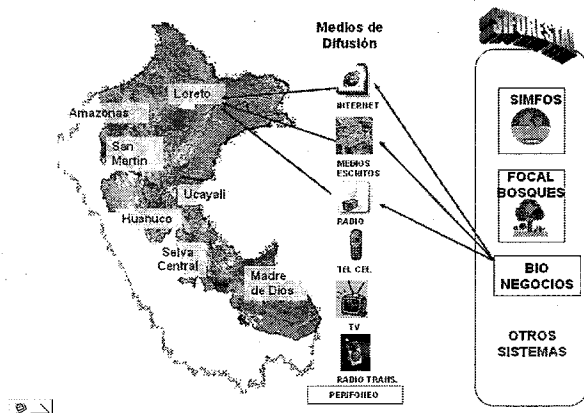 Medios de
Difusión
Loreto
Amazonas
San
Martin
Ucayali
Huanuco
Selva
Central
Madre
de Dios
INTERNET
MEDIOS
ESCRITOS
RADIO
TEL CEL
TV
RADIO TRANS.
PERIFONEO
SIFORESTAL
SIMFOS
FOCAL
BOSQUES
BIO
NEGOCIOS
OTROS
SISTEMAS